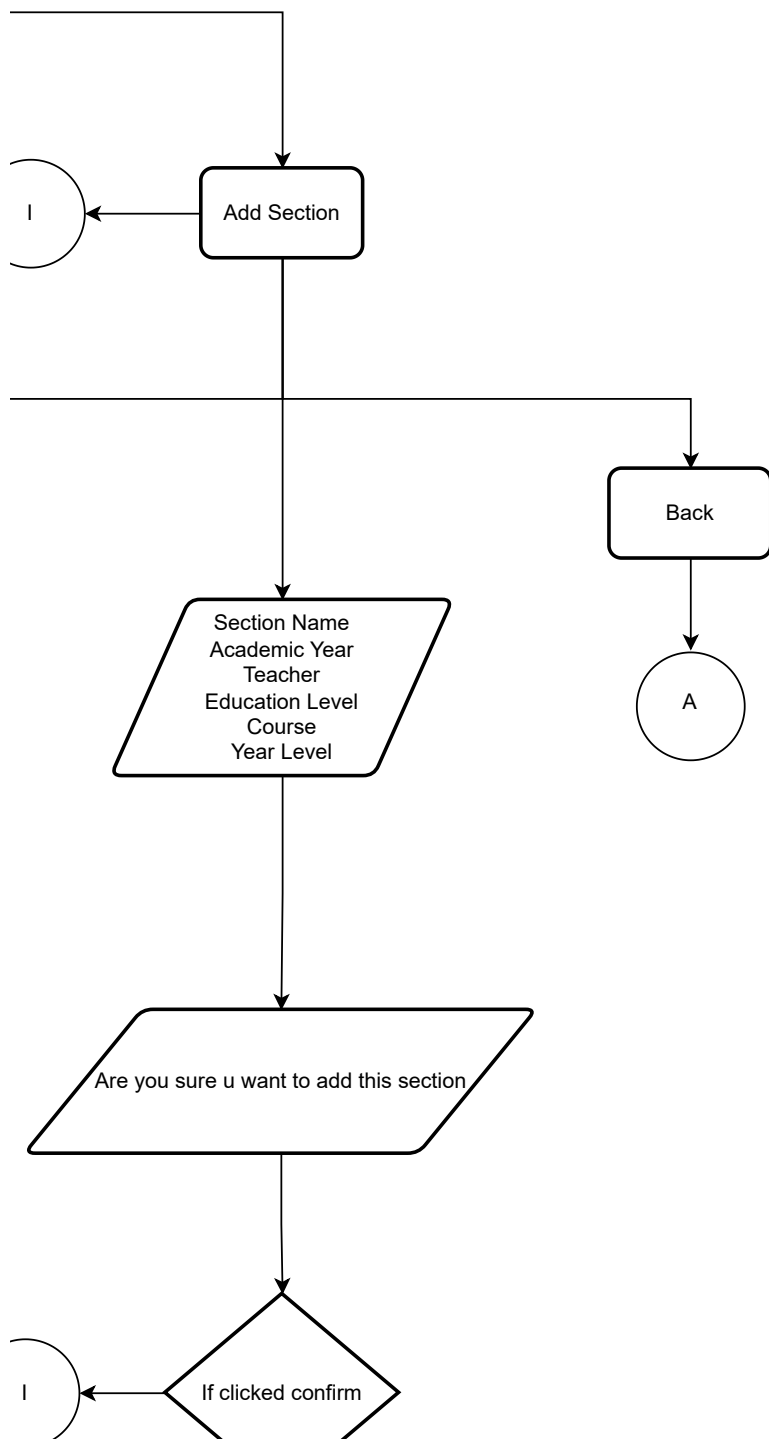 I
Add Section
Back
Section Name
Academic Year
Teacher
Education Level
Course
Year Level
A
Are you sure u want to add this section
I
If clicked confirm